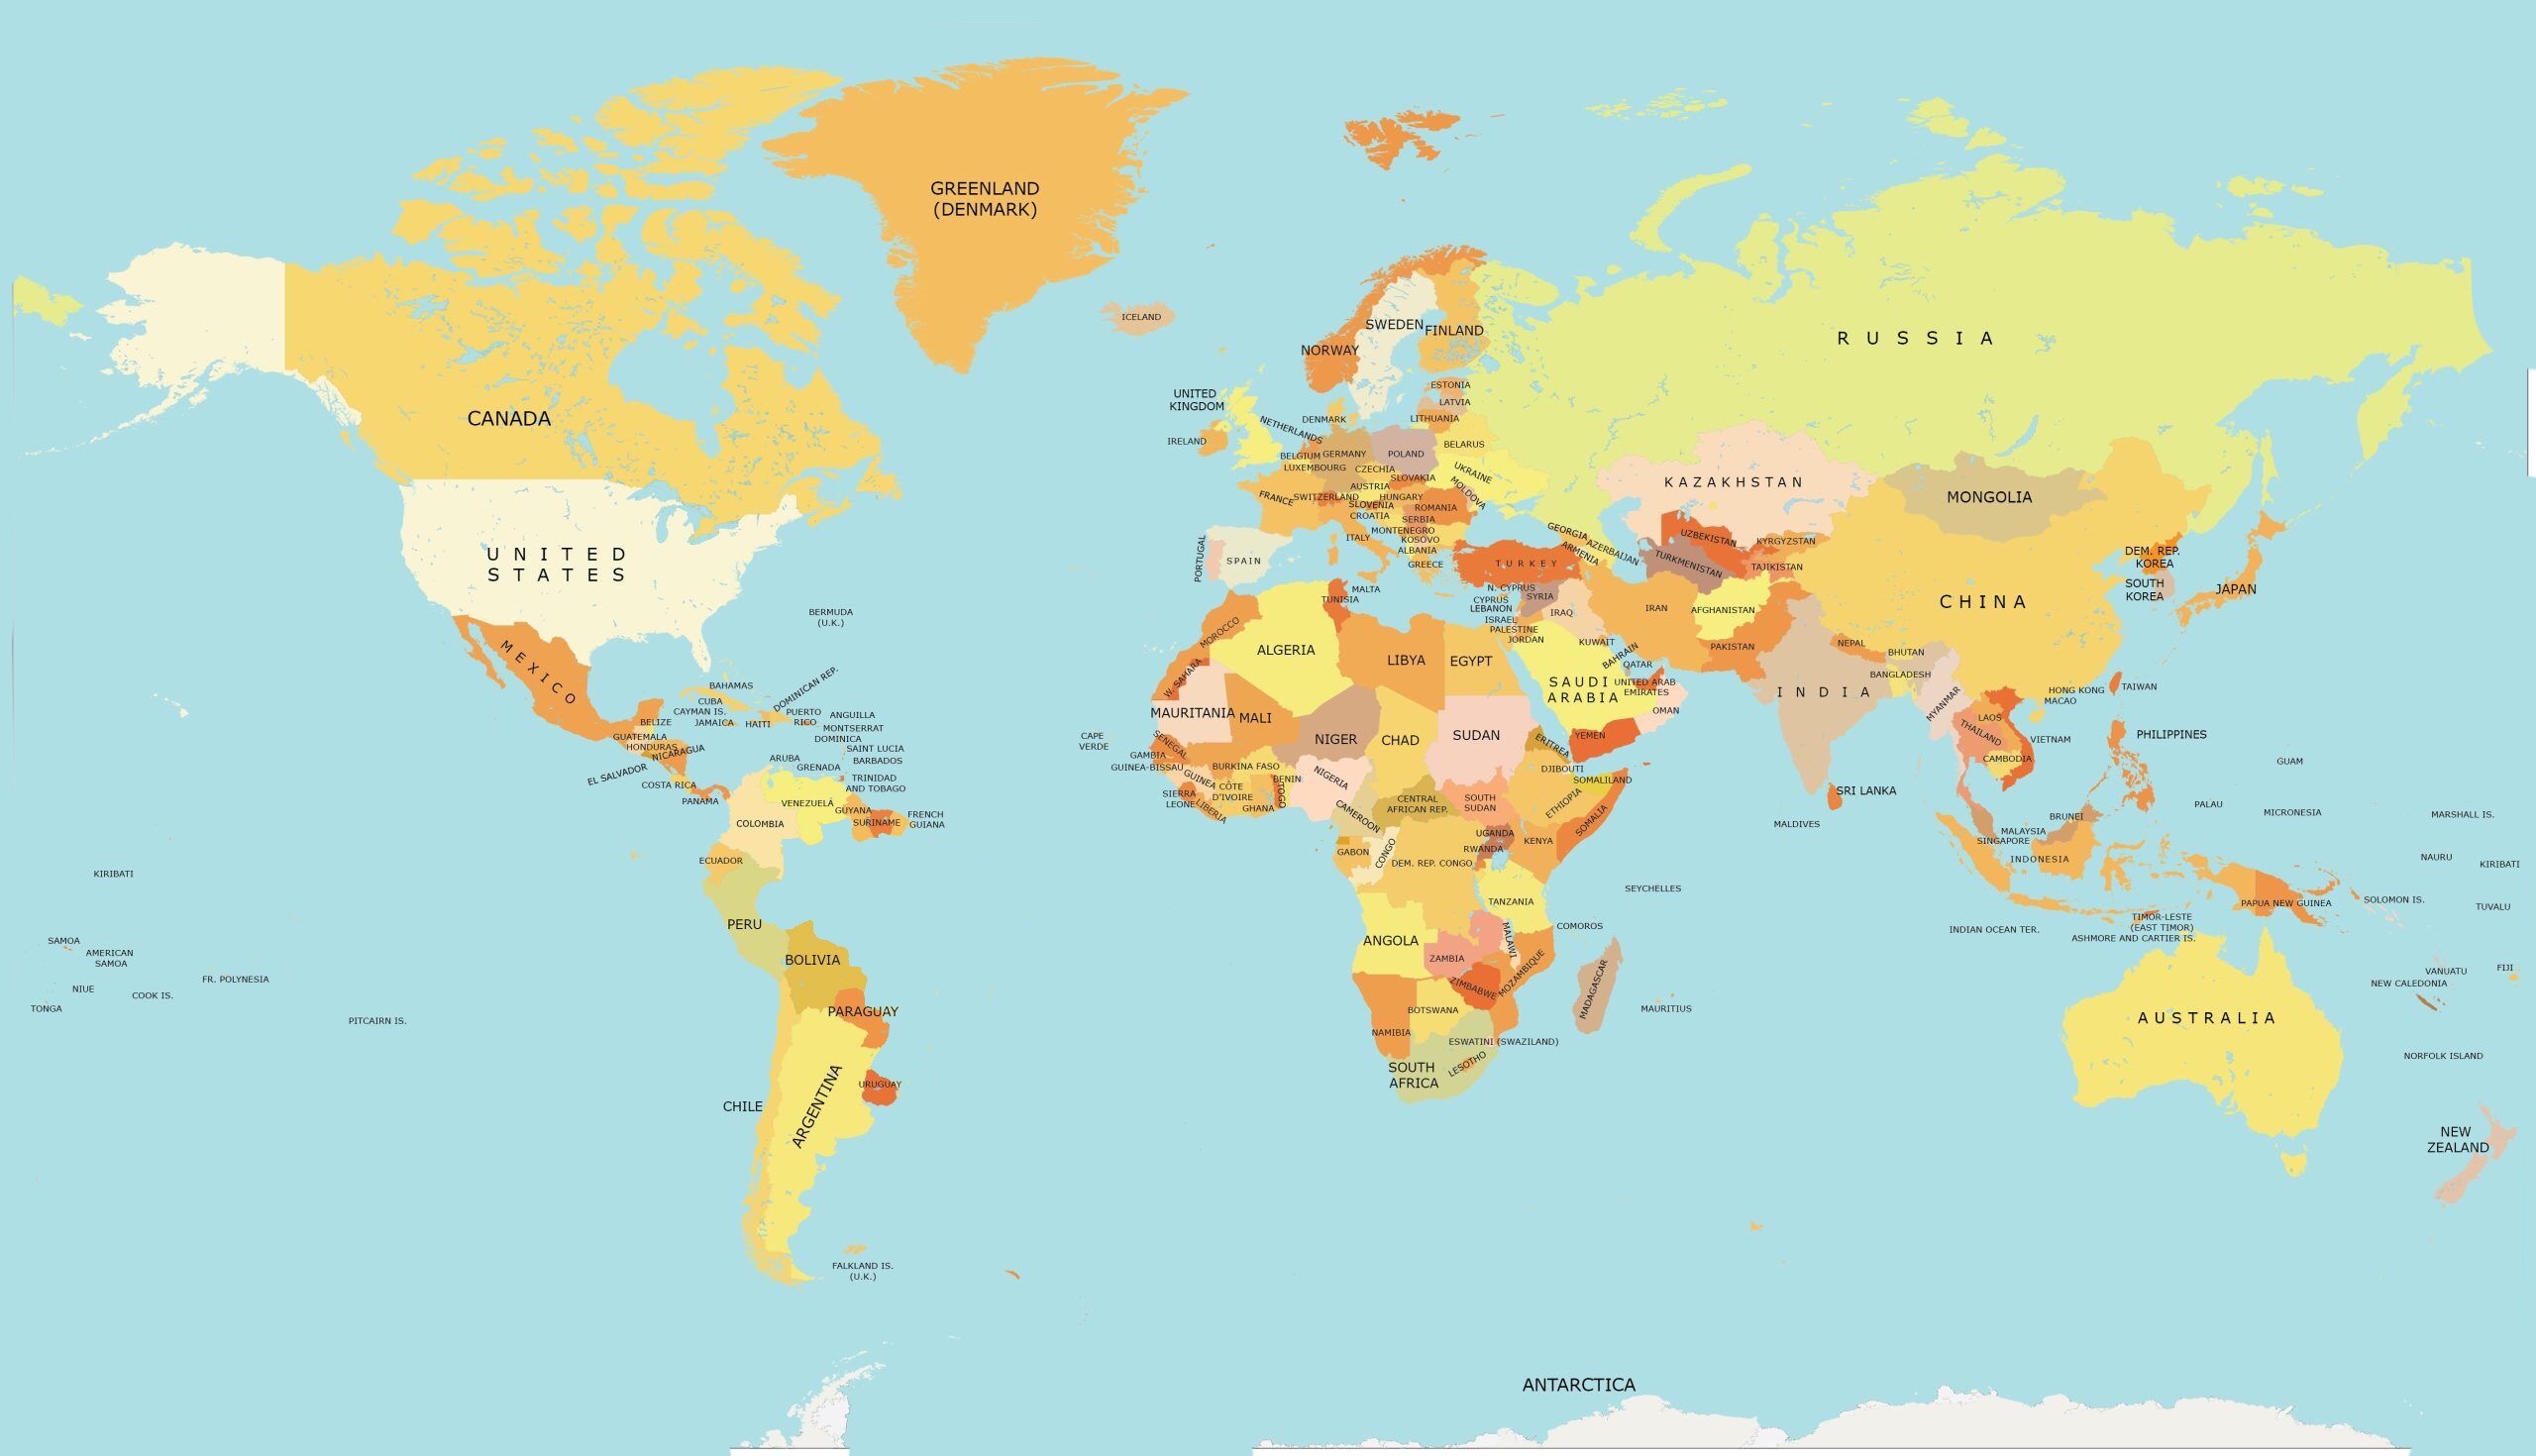 GREENLAND
(DENMARK)
ICELAND
SWEDEN
FINLAND
NORWAY
R U S S I A
CANADA
UNITED
KINGDOM
IRELAND
ESTONIA
LATVIA
LITHUANIA
DENMARK
NETHERLANDS
BELARUS
BELGIUM
GERMANY
POLAND
LUXEMBOURG
CZECHIA
SLOVAKIA
UKRAINE
AUSTRIA
MOLDOVA
FRANCE
SWITZERLAND
HUNGARY
SLOVENIA
ROMANIA
CROATIA
SERBIA
MONTENEGRO
ITALY
KOSOVO
ALBANIA
GREECE
PORTUGAL
SPAIN
KAZAKHSTAN
MONGOLIA
GEORGIA
ARMENIA
AZERBAIJAN
UZBEKISTAN
KYRGYZSTAN
TURKMENISTAN
TAJIKISTAN
TURKEY
UNITED
STATES
DEM. REP.
KOREA
SOUTH
KOREA
JAPAN
CHINA
MALTA
TUNISIA
N. CYPRUS
CYPRUS
SYRIA
LEBANON
ISRAEL
IRAQ
PALESTINE
JORDAN
IRAN
AFGHANISTAN
BERMUDA
(U.K.)
MOROCCO
ALGERIA
LIBYA
EGYPT
KUWAIT
BAHRAIN
QATAR
PAKISTAN
NEPAL
BHUTAN
BANGLADESH
MEXICO
W. SAHARA
SAUDI
ARABIA
UNITED ARAB
EMIRATES
OMAN
INDIA
MYANMAR
HONG KONG
MACAO
TAIWAN
BAHAMAS
DOMINICAN REP.
CUBA
CAYMAN IS.
JAMAICA
HAITI
PUERTO
RICO
ANGUILLA
MONTSERRAT
DOMINICA
SAINT LUCIA
BARBADOS
BELIZE
GUATEMALA
HONDURAS
NICARAGUA
EL SALVADOR
ARUBA
GRENADA
TRINIDAD
AND TOBAGO
COSTA RICA
PANAMA
MAURITANIA
MALI
NIGER
CHAD
SUDAN
ERITREA
YEMEN
LAOS
THAILAND
VIETNAM
CAMBODIA
PHILIPPINES
GUAM
CAPE
VERDE
SENEGAL
GAMBIA
GUINEA-BISSAU
GUINEA
BURKINA FASO
BENIN
TOGO
NIGERIA
CÔTE
D'IVOIRE
GHANA
SIERRA
LEONE
LIBERIA
CAMEROON
CENTRAL
AFRICAN REP.
SOUTH
SUDAN
DJIBOUTI
SOMALILAND
ETHIOPIA
SOMALIA
SRI LANKA
MALDIVES
VENEZUELA
GUYANA
SURINAME
FRENCH
GUIANA
COLOMBIA
ECUADOR
GABON
CONGO
DEM. REP. CONGO
UGANDA
RWANDA
KENYA
TANZANIA
SEYCHELLES
BRUNEI
MALAYSIA
SINGAPORE
INDONESIA
PALAU
MICRONESIA
MARSHALL IS.
NAURU
KIRIBATI
KIRIBATI
PAPUA NEW GUINEA
SOLOMON IS.
TUVALU
TIMOR-LESTE
(EAST TIMOR)
INDIAN OCEAN TER.
ASHMORE AND CARTIER IS.
PERU
BOLIVIA
SAMOA
AMERICAN
SAMOA
FR. POLYNESIA
NIUE
COOK IS.
TONGA
PITCAIRN IS.
ANGOLA
ZAMBIA
MALAWI
COMOROS
ZIMBABWE
MOZAMBIQUE
MADAGASCAR
MAURITIUS
VANUATU
FIJI
NEW CALEDONIA
PARAGUAY
BOTSWANA
NAMIBIA
ESWATINI (SWAZILAND)
LESOTHO
SOUTH
AFRICA
AUSTRALIA
NORFOLK ISLAND
URUGUAY
CHILE
ARGENTINA
NEW
ZEALAND
FALKLAND IS.
(U.K.)
ANTARCTICA